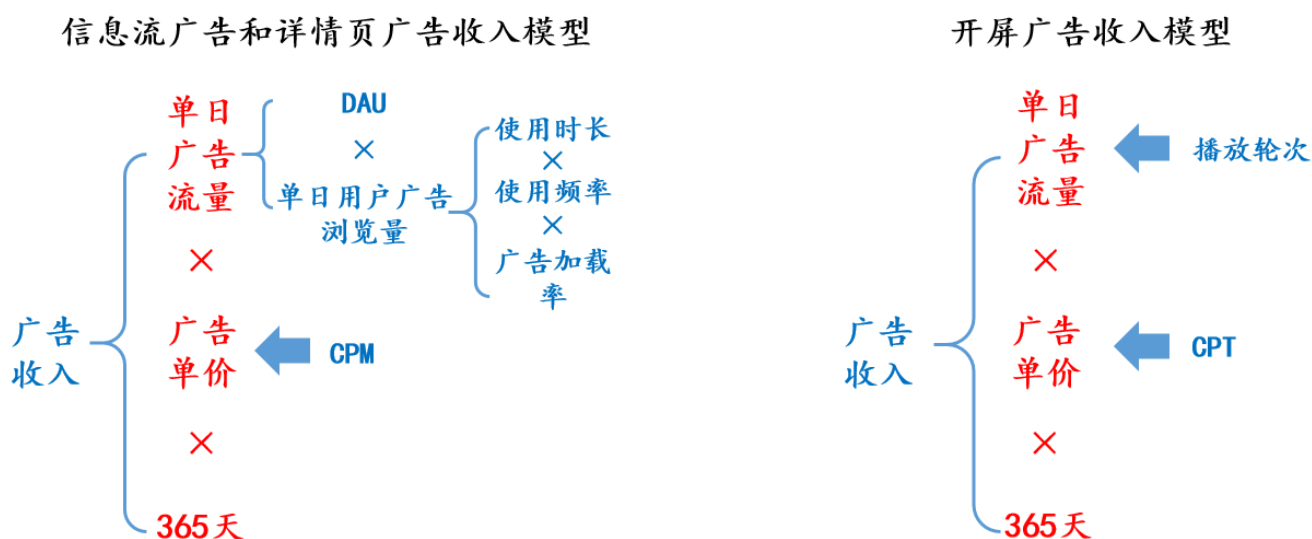 信息流广告和详情页广告收入模型
广告
收入
单日
广告
流量
×
广告
单价
×
365天
DAU
×
单日用户广告
浏览量
使用时长
×
使用频率
×
广告加载
率
CPM
开屏广告收入模型
广告
收入
单日
广告
流量
×
广告
单价
×
365天
播放轮次
CPT